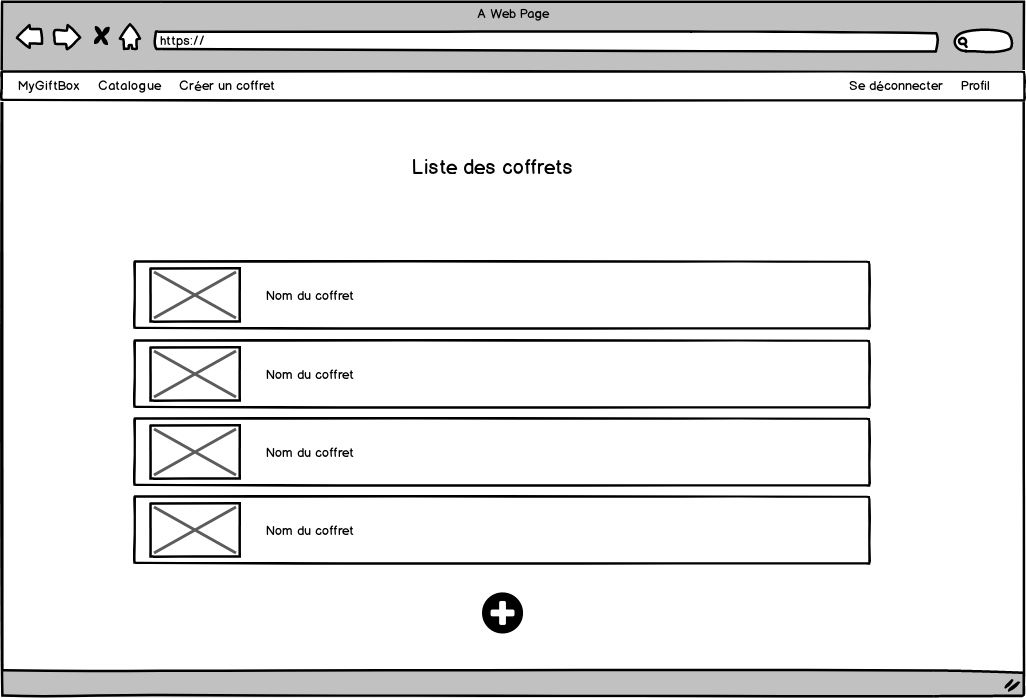 A Web Page
https://
MyGiftBox Catalogue Créer un coffret Se déconnecter Profil
Liste des coffrets
Nom du coffret
Nom du coffret
Nom du coffret
Nom du coffret